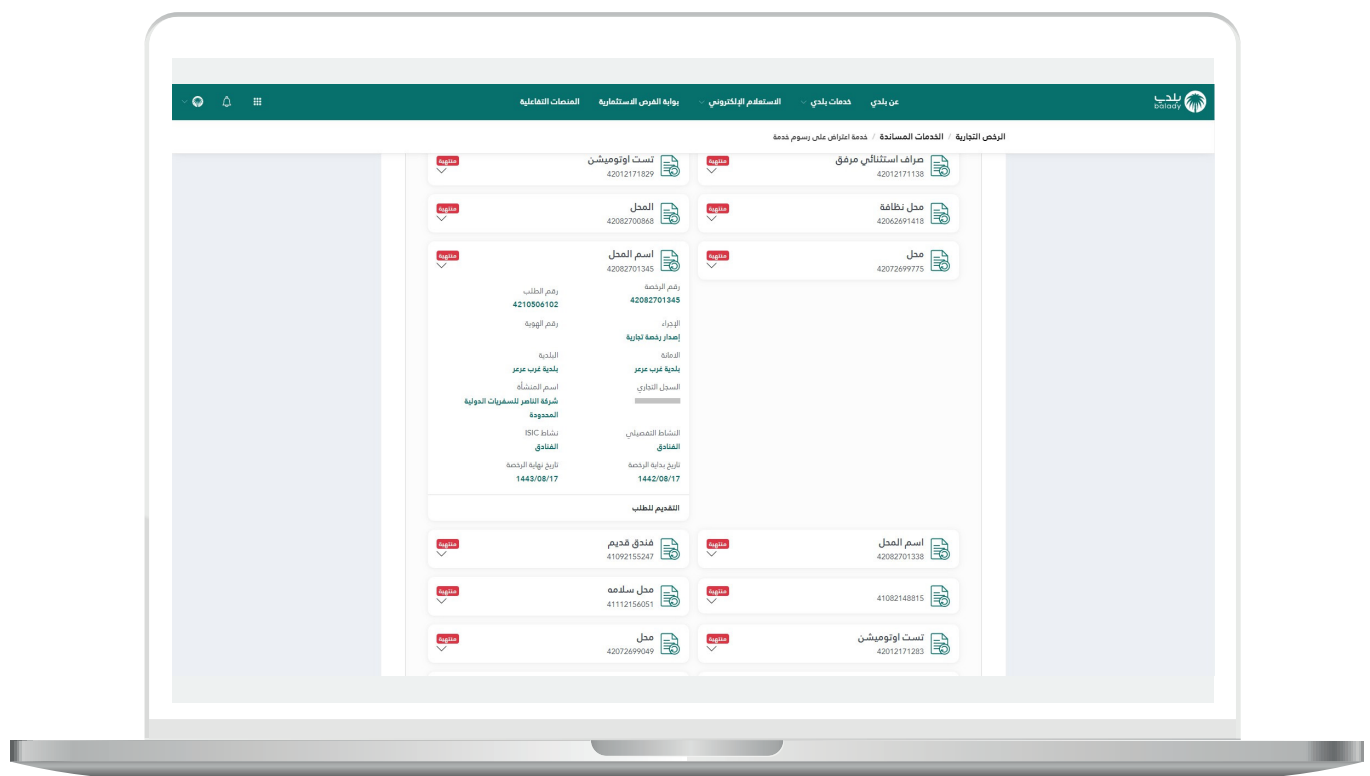 بلدي
balady
عن بلدي
خدمات بلدي
الاستعلام الإلكتروني
بوابة الفرص الاستثمارية
المنصات التفاعلية
الرخص التجارية / الخدمات المساندة / خدمة اعتراض على رسوم خدمة
صراف استثنائي مرفق
42012171138
منتهية
تست اوتوميشن
42012171829
منتهية
محل نظافة
42062691418
منتهية
المحل
42082700868
منتهية
محل
42072699775
منتهية
اسم المحل
42082701345
منتهية
رقم الرخصة
42082701345
رقم الطلب
4210506102
الإجراء
إصدار رخصة تجارية
رقم الهوية
الامانة
بلدية غرب عرعر
البلدية
بلدية غرب عرعر
السجل التجاري
اسم المنشأة
شركة الناصر للسفريات الدولية
المحدودة
النشاط التفصيلي
الفنادق
نشاط ISIC
الفنادق
تاريخ بداية الرخصة
1442/08/17
تاريخ نهاية الرخصة
1443/08/17
التقديم للطلب
اسم المحل
42082701338
منتهية
فندق قديم
41092155247
منتهية
41082148815
منتهية
محل سلامه
41112156051
منتهية
تست اوتوميشن
42012171283
منتهية
محل
42072699049
منتهية